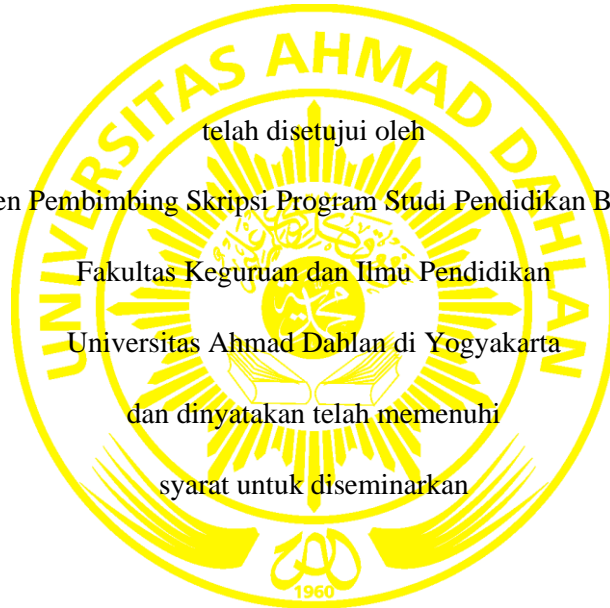 UNIVERSITAS AHMAD DAHLAN
telah disetujui oleh
en Pembimbing Skripsi Program Studi Pendidikan B
Fakultas Keguruan dan Ilmu Pendidikan
Universitas Ahmad Dahlan di Yogyakarta
dan dinyatakan telah memenuhi
syarat untuk diseminarkan
1960